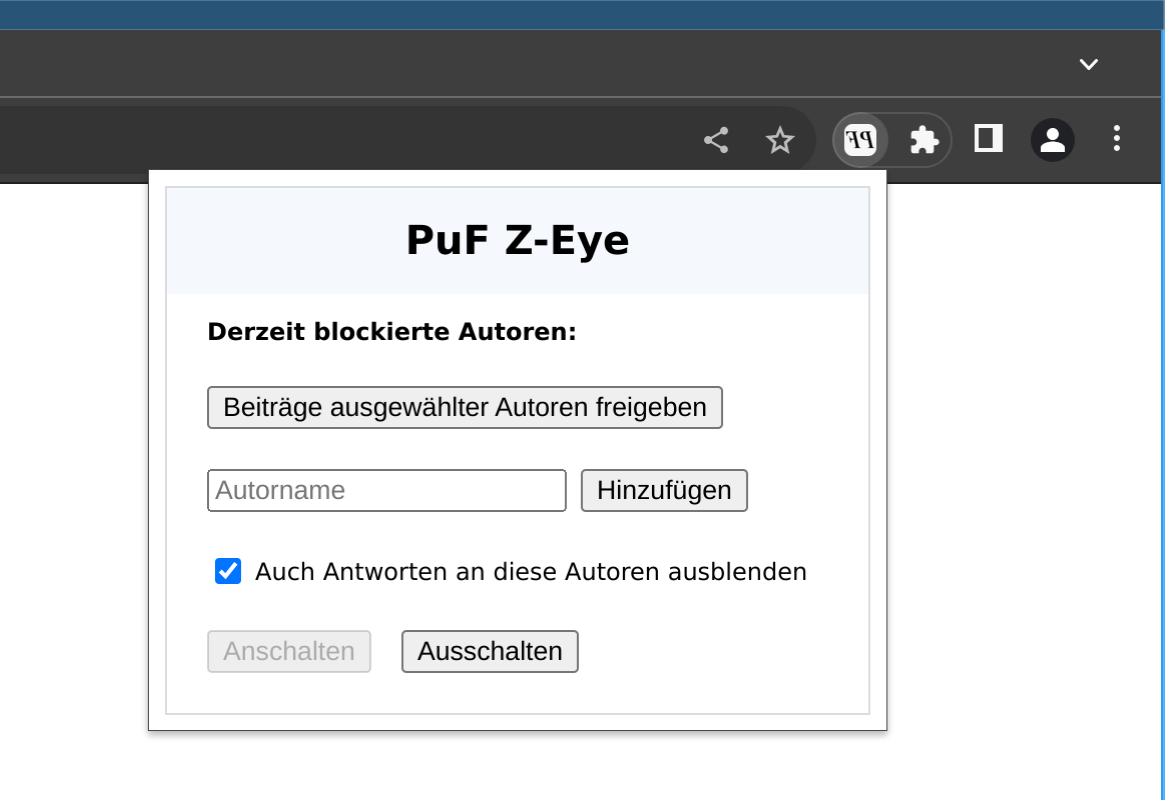 PF
PuF Z-Eye
Derzeit blockierte Autoren:
Beiträge ausgewählter Autoren freigeben
Autorname Hinzufügen
Auch Antworten an diese Autoren ausblenden
Anschalten Ausschalten